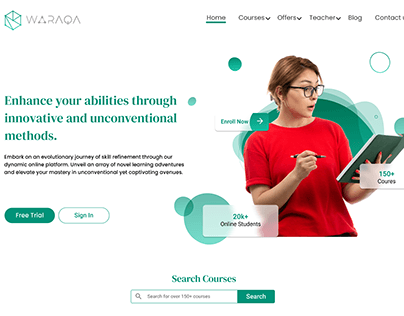 WARAQA
Home Courses Offers Teacher Blog Contact
Enhance your abilities through
innovative and unconventional
methods.
Embark on an evolutionary journey of skill refinement through our
dynamic online platform. Unveil an array of novel learning adventures
and elevate your mastery in unconventional yet captivating avenues.
Enroll Now
150+
Coures
Free Trial Sign In
20k+
Online Students
Search Courses
Search for over 150+ courses Search